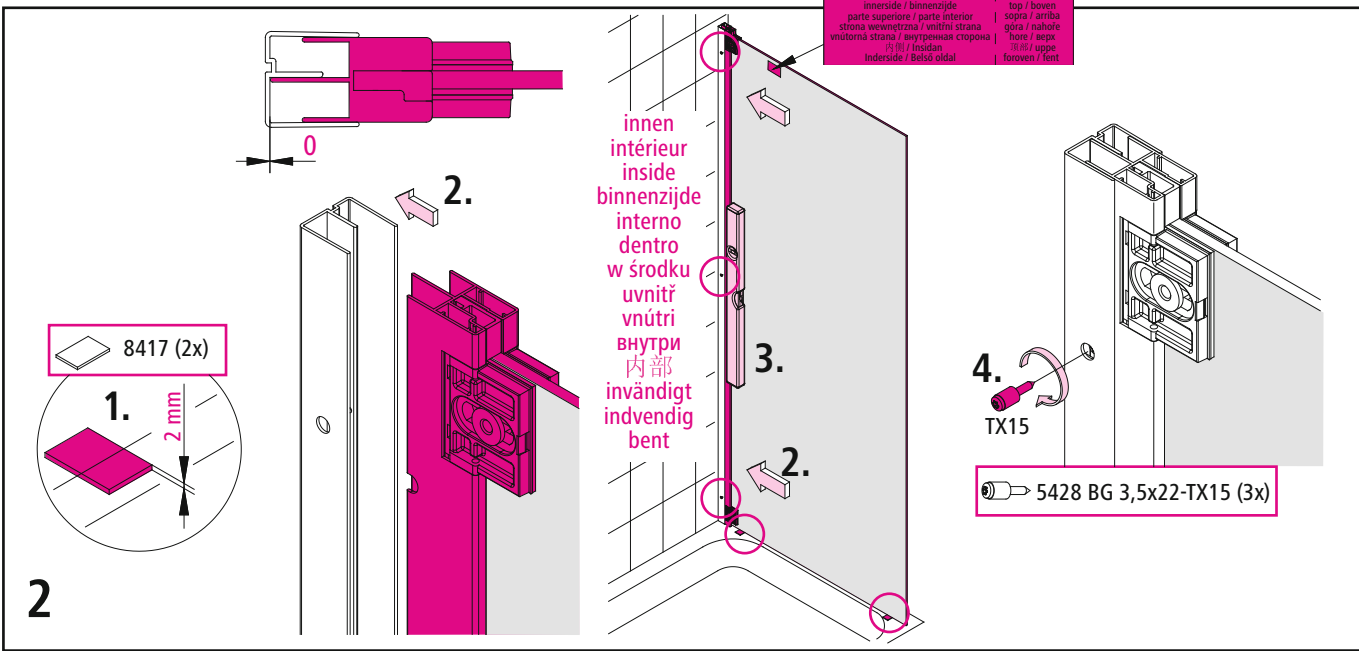 innerside / binnenzijde
parte superiore / parte interior
strona wewnętrzna / vnitřní strana
vnútorná strana / внутренная сторона
内侧 / Insidan
Inderside / Belső oldal
top / boven
sopra / arriba
góra / nahoře
hore / верх
顶部 / uppe
foroven / fent
0
2.
innen
intérieur
inside
binnenzijde
interno
dentro
w środku
uvnitř
vnútri
внутри
内部
invändigt
indvendig
bent
3.
2.
8417 (2x)
1.
2 mm
4.
TX15
5428 BG 3,5x22-TX15 (3x)
2